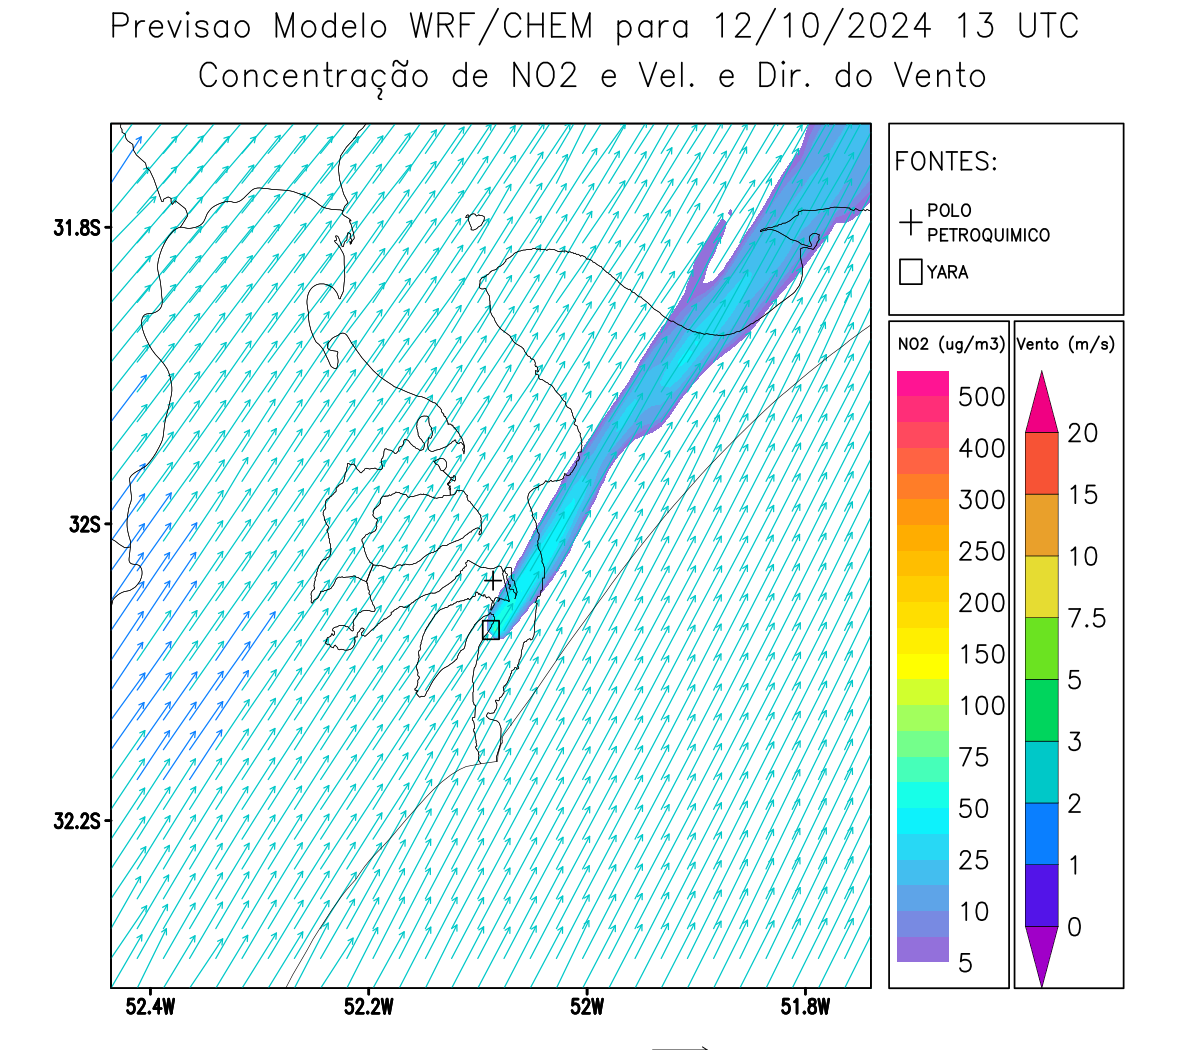 Previsao Modelo WRF/CHEM para 12/10/2024 13 UTC
Concentração de NO2 e Vel. e Dir. do Vento
FONTES:
POLO
PETROQUIMICO
YARA
NO2 (ug/m3)
500
400
300
250
200
150
100
75
50
25
10
5
Vento (m/s)
20
15
10
7.5
5
3
2
1
0
31.8S
32S
32.2S
52.4W
52.2W
52W
51.8W